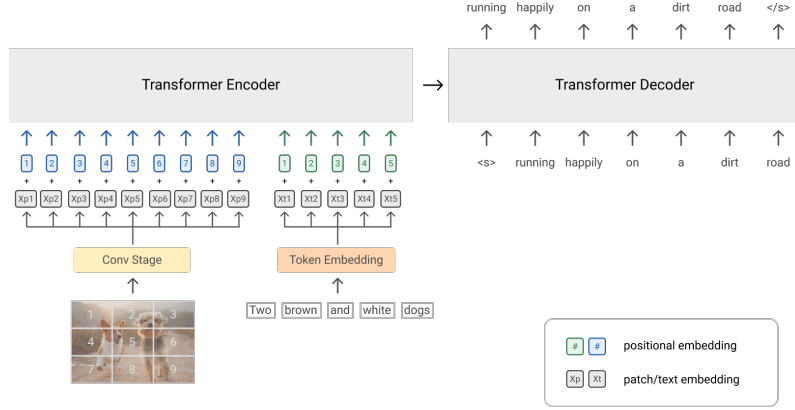 running happily on a dirt road </s>
Transformer Encoder
Transformer Decoder
1 2 3 4 5 6 7 8 9
1 2 3 4 5
+ + + + + + + + +
+ + + + +
<s> running happily on a dirt road
Xp1 Xp2 Xp3 Xp4 Xp5 Xp6 Xp7 Xp8 Xp9
Xt1 Xt2 Xt3 Xt4 Xt5
Conv Stage
Token Embedding
Two brown and white dogs
1 2 3
4 5 6
7 8 9
# # positional embedding
Xp Xt patch/text embedding